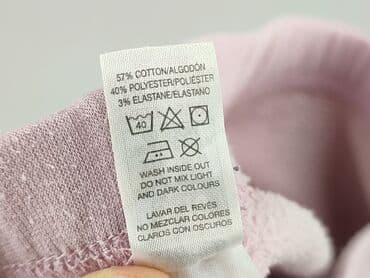 57% COTTON/ALGODÓN
40% POLYESTER/POLIÉSTER
3% ELASTANE/ELASTANO
40
WASH INSIDE OUT
DO NOT MIX LIGHT
AND DARK COLOURS
LAVAR DEL REVÉS
NO MEZCLAR COLORES
CLAROS CON OSCUROS